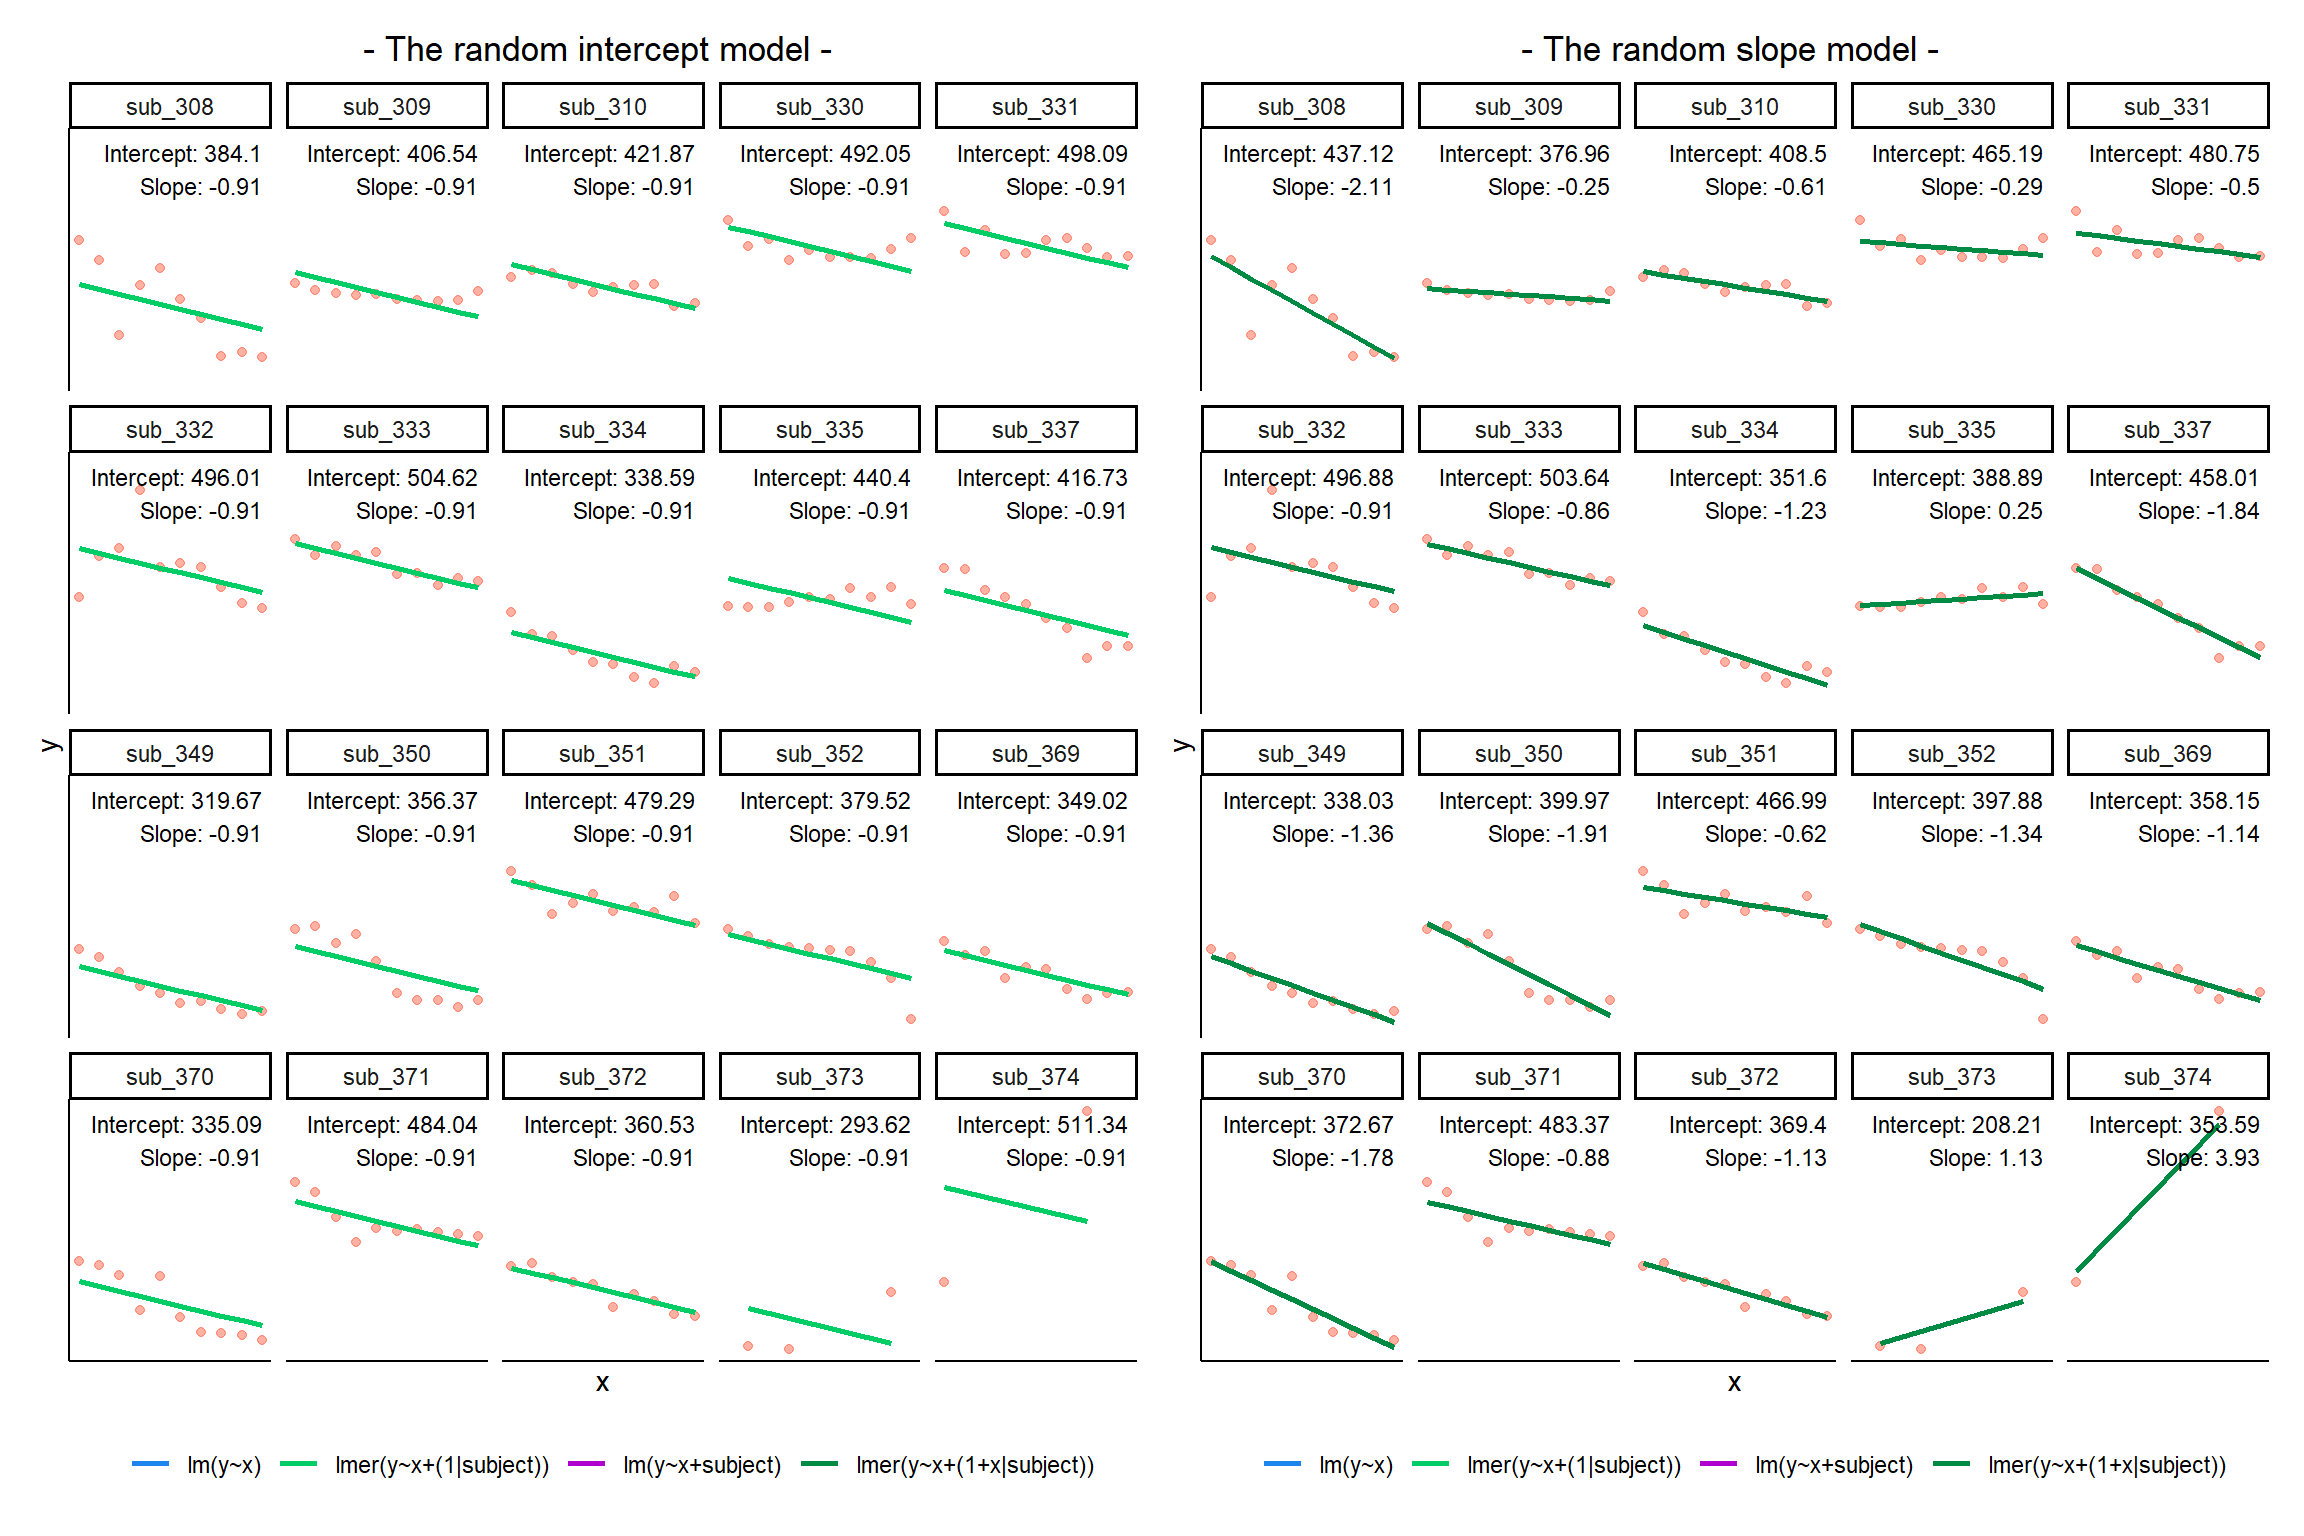 - The random intercept model -
sub_308 sub_309 sub_310 sub_330 sub_331
Intercept: 384.1 Intercept: 406.54 Intercept: 421.87 Intercept: 492.05 Intercept: 498.09
Slope: -0.91 Slope: -0.91 Slope: -0.91 Slope: -0.91 Slope: -0.91
sub_332 sub_333 sub_334 sub_335 sub_337
Intercept: 496.01 Intercept: 504.62 Intercept: 338.59 Intercept: 440.4 Intercept: 416.73
Slope: -0.91 Slope: -0.91 Slope: -0.91 Slope: -0.91 Slope: -0.91
y
sub_349 sub_350 sub_351 sub_352 sub_369
Intercept: 319.67 Intercept: 356.37 Intercept: 479.29 Intercept: 379.52 Intercept: 349.02
Slope: -0.91 Slope: -0.91 Slope: -0.91 Slope: -0.91 Slope: -0.91
sub_370 sub_371 sub_372 sub_373 sub_374
Intercept: 335.09 Intercept: 484.04 Intercept: 360.53 Intercept: 293.62 Intercept: 511.34
Slope: -0.91 Slope: -0.91 Slope: -0.91 Slope: -0.91 Slope: -0.91
x
lm(y~x) lmer(y~x+(1|subject)) lm(y~x+subject) lmer(y~x+(1+x|subject))
- The random slope model -
sub_308 sub_309 sub_310 sub_330 sub_331
Intercept: 437.12 Intercept: 376.96 Intercept: 408.5 Intercept: 465.19 Intercept: 480.75
Slope: -2.11 Slope: -0.25 Slope: -0.61 Slope: -0.29 Slope: -0.5
sub_332 sub_333 sub_334 sub_335 sub_337
Intercept: 496.88 Intercept: 503.64 Intercept: 351.6 Intercept: 388.89 Intercept: 458.01
Slope: -0.91 Slope: -0.86 Slope: -1.23 Slope: 0.25 Slope: -1.84
y
sub_349 sub_350 sub_351 sub_352 sub_369
Intercept: 338.03 Intercept: 399.97 Intercept: 466.99 Intercept: 397.88 Intercept: 358.15
Slope: -1.36 Slope: -1.91 Slope: -0.62 Slope: -1.34 Slope: -1.14
sub_370 sub_371 sub_372 sub_373 sub_374
Intercept: 372.67 Intercept: 483.37 Intercept: 369.4 Intercept: 208.21 Intercept: 353.59
Slope: -1.78 Slope: -0.88 Slope: -1.13 Slope: 1.13 Slope: 3.93
x
lm(y~x) lmer(y~x+(1|subject)) lm(y~x+subject) lmer(y~x+(1+x|subject))